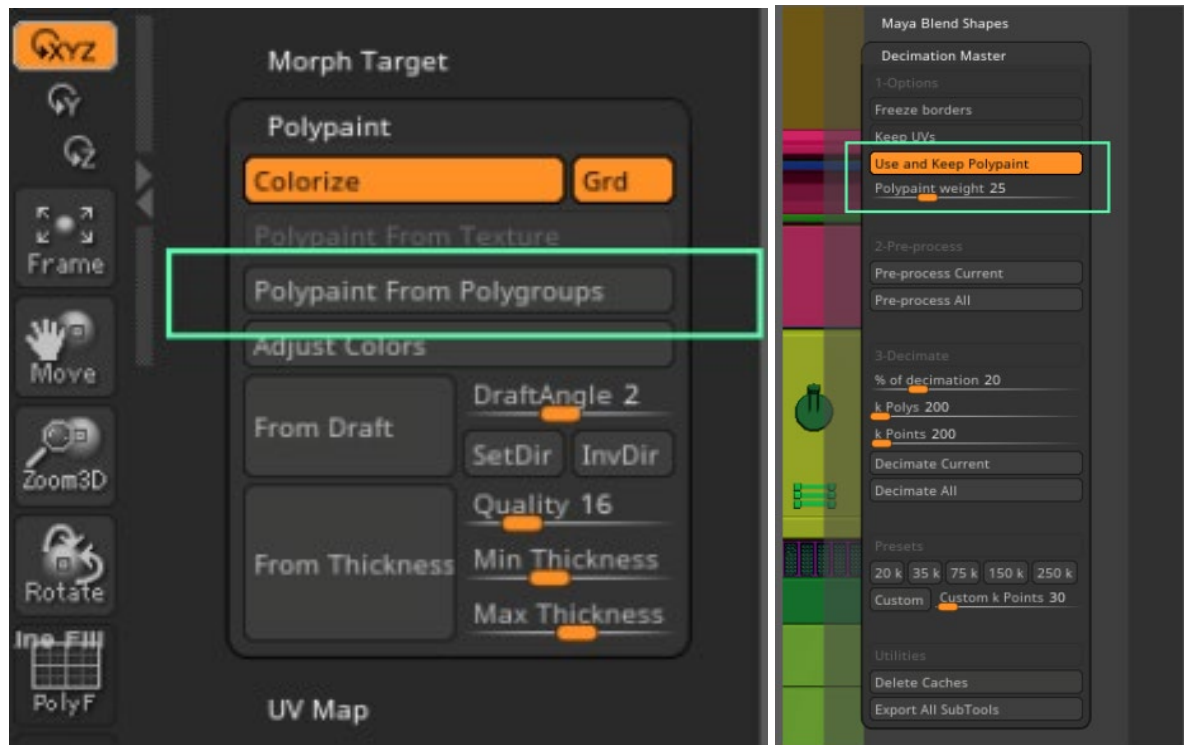 XYZ
Y
Z
Frame
Move
Zoom3D
Rotate
Line Fill
PolyF
Morph Target
Polypaint
Colorize Grd
Polypaint From Texture
Polypaint From Polygroups
Adjust Colors
From Draft
DraftAngle 2
SetDir InvDir
From Thickness
Quality 16
Min Thickness
Max Thickness
UV Map
Maya Blend Shapes
Decimation Master
1-Options
Freeze borders
Keep UVs
Use and Keep Polypaint
Polypaint weight 25
2-Pre-process
Pre-process Current
Pre-process All
3-Decimate
% of decimation 20
k Polys 200
k Points 200
Decimate Current
Decimate All
Presets
20 k 35 k 75 k 150 k 250 k
Custom Custom k Points 30
Utilities
Delete Caches
Export All SubTools